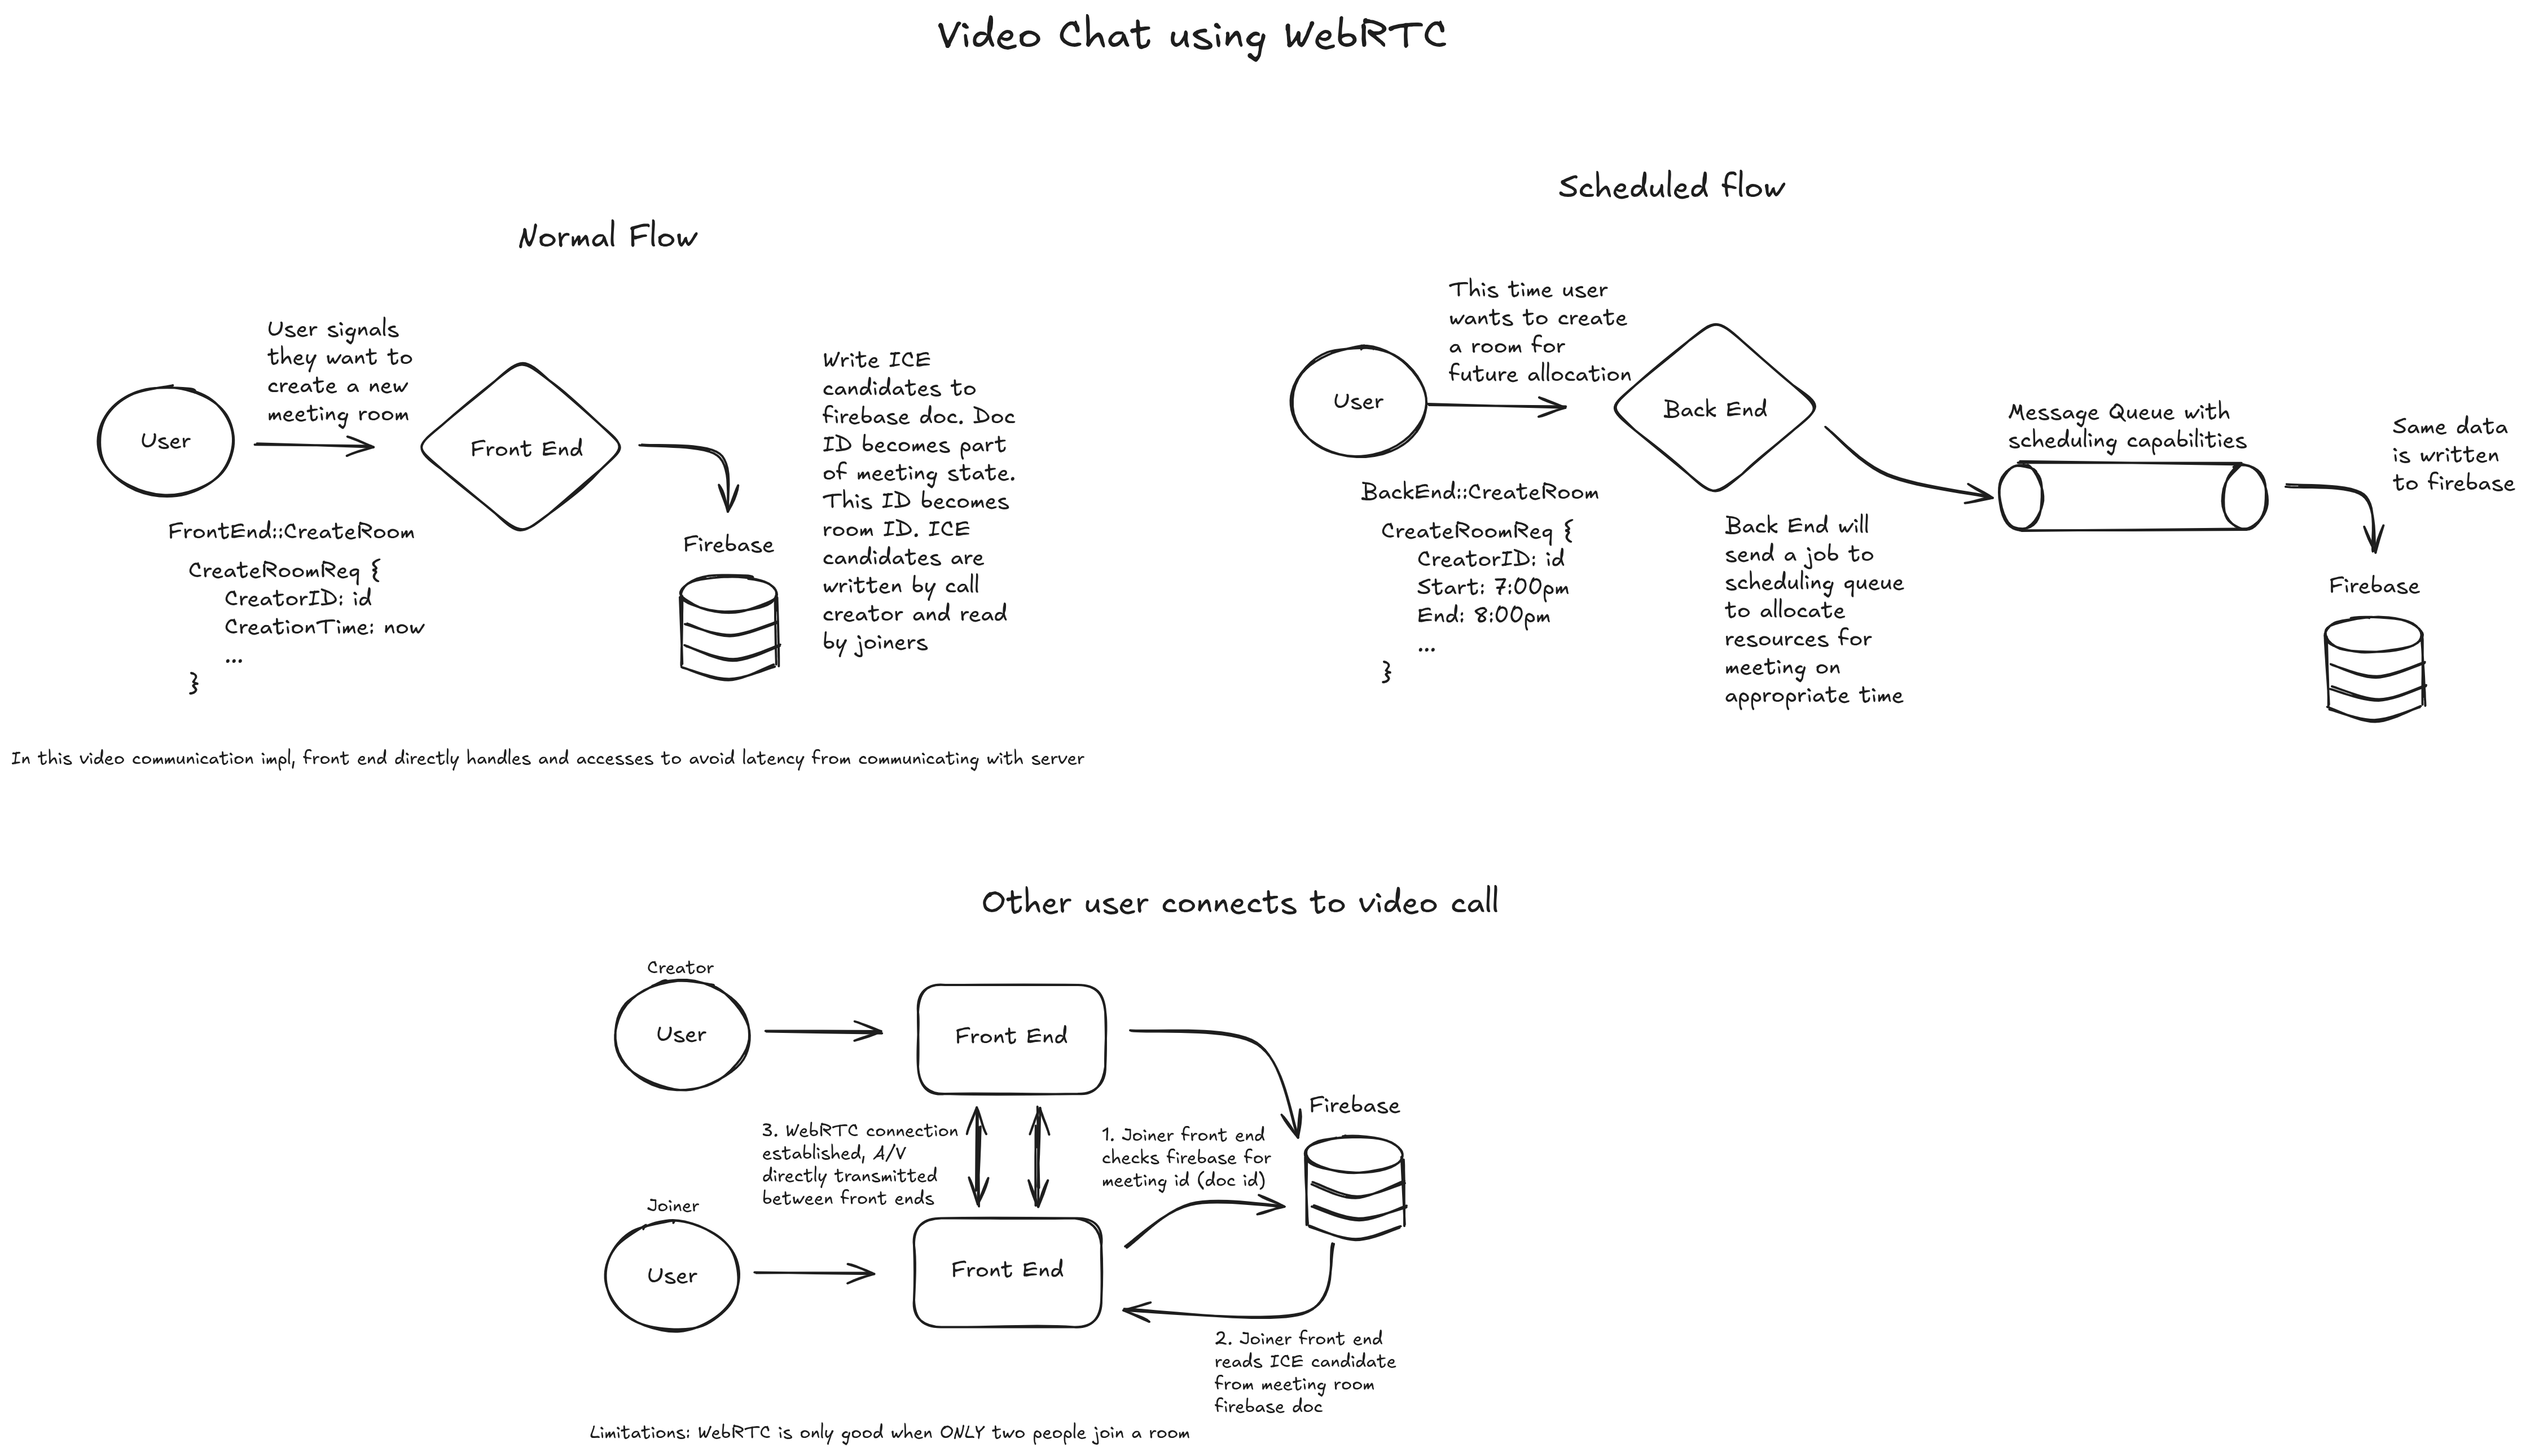 Video Chat using WebRTC
Normal Flow
User signals
they want to
create a new
meeting room
User
Front End
FrontEnd::CreateRoom
CreateRoomReq {
CreatorID: id
CreationTime: now
...
}
Firebase
Write ICE
candidates to
firebase doc. Doc
ID becomes part
of meeting state.
This ID becomes
room ID. ICE
candidates are
written by call
creator and read
by joiners
In this video communication impl, front end directly handles and accesses to avoid latency from communicating with server
Scheduled flow
This time user
wants to create
a room for
future allocation
User
Back End
BackEnd::CreateRoom
CreateRoomReq {
CreatorID: id
Start: 7:00pm
End: 8:00pm
...
}
Back End will
send a job to
scheduling queue
to allocate
resources for
meeting on
appropriate time
Message Queue with
scheduling capabilities
Same data
is written
to firebase
Firebase
Other user connects to video call
Creator
User
Front End
Firebase
3. WebRTC connection
established, A/V
directly transmitted
between front ends
1. Joiner front end
checks firebase for
meeting id (doc id)
Joiner
User
Front End
2. Joiner front end
reads ICE candidate
from meeting room
firebase doc
Limitations: WebRTC is only good when ONLY two people join a room